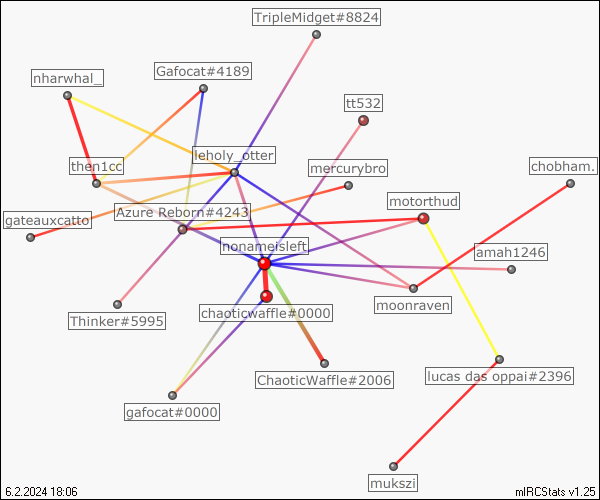 TripleMidget#8824
Gafocat#4189
nharwhal_
tt532
leholy_otter
then1cc
mercurybro
chobham.
motorthud
Azure Reborn#4243
gateauxcatto
nonamersleft
amah1246
moonraven
chaoticwaffle#0000
Thinker#5995
ChaoticWaffle#2006
lucas das oppai#2396
gafocat#0000
mukszi
6.2.2024 18:06
mIRCStats v1.25